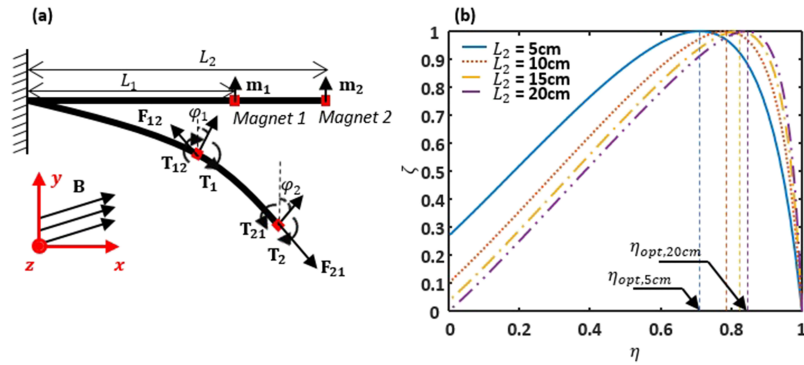 (a)
L₂
L₁
m₁
m₂
Magnet 1
Magnet 2
F₁₂
φ₁
T₁₂
T₁
φ₂
T₂₁
T₂
F₂₁
y
B
z
x
(b)
L₂ = 5cm
L₂ = 10cm
L₂ = 15cm
L₂ = 20cm
1
0.9
0.8
0.7
0.6
0.5
0.4
0.3
0.2
0.1
0
ζ
ηopt,20cm
ηopt,5cm
0 0.2 0.4 0.6 0.8 1
η